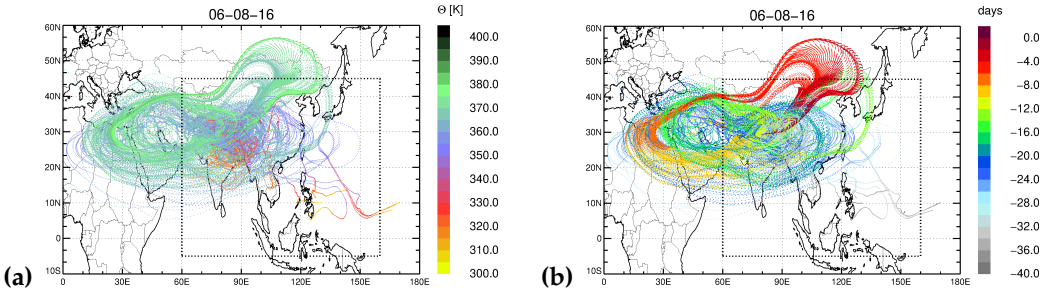 06-08-16
Θ [K]
60N
50N
40N
30N
20N
10N
0
10S
0
30E
60E
90E
120E
150E
180E
400.0
390.0
380.0
370.0
360.0
350.0
340.0
330.0
320.0
310.0
300.0
(a)
06-08-16
days
60N
50N
40N
30N
20N
10N
0
10S
0
30E
60E
90E
120E
150E
180E
0.0
-4.0
-8.0
-12.0
-16.0
-20.0
-24.0
-28.0
-32.0
-36.0
-40.0
(b)